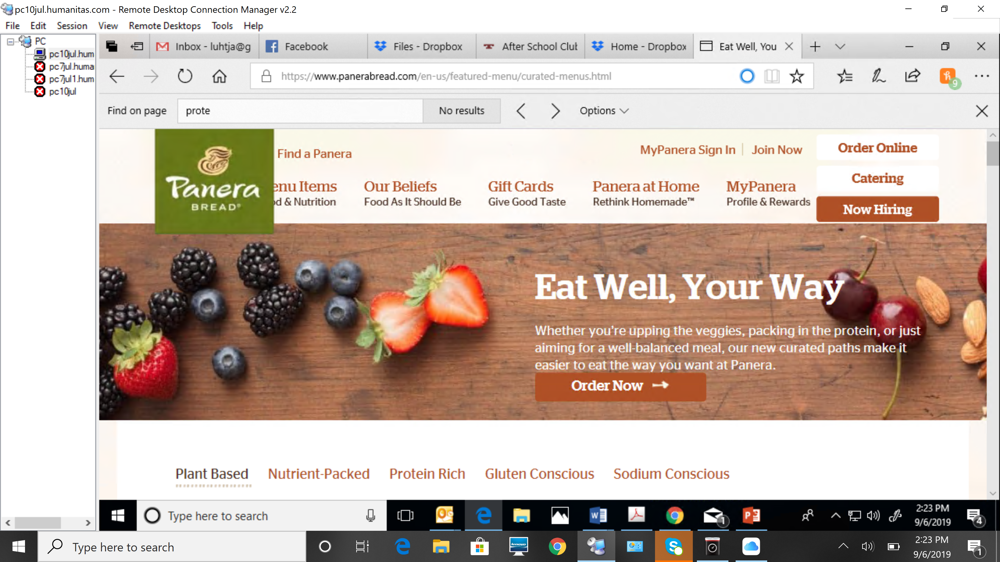 pc10jul.humanitas.com - Remote Desktop Connection Manager v2.2
File Edit Session View Remote Desktops Tools Help
PC
pc10jul.hum
pc7jul.huma
pc7jul1.hum
pc10jul
Inbox - luhtja@g Facebook Files - Dropbox After School Clul Home - Dropbox Eat Well, You
https://www.panerabread.com/en-us/featured-menu/curated-menus.html
9
Find on page prote No results Options
Panera
BREAD®
Find a Panera
MyPanera Sign In Join Now
Order Online
Catering
Now Hiring
enu Items Our Beliefs Gift Cards Panera at Home MyPanera
od & Nutrition Food As It Should Be Give Good Taste Rethink Homemade™ Profile & Rewards
Eat Well, Your Way
Whether you're upping the veggies, packing in the protein, or just
aiming for a well-balanced meal, our new curated paths make it
easier to eat the way you want at Panera.
Order Now
Plant Based Nutrient-Packed Protein Rich Gluten Conscious Sodium Conscious
Type here to search
1
2:23 PM
9/6/2019
4
Type here to search
lenovo
2:23 PM
9/6/2019
1